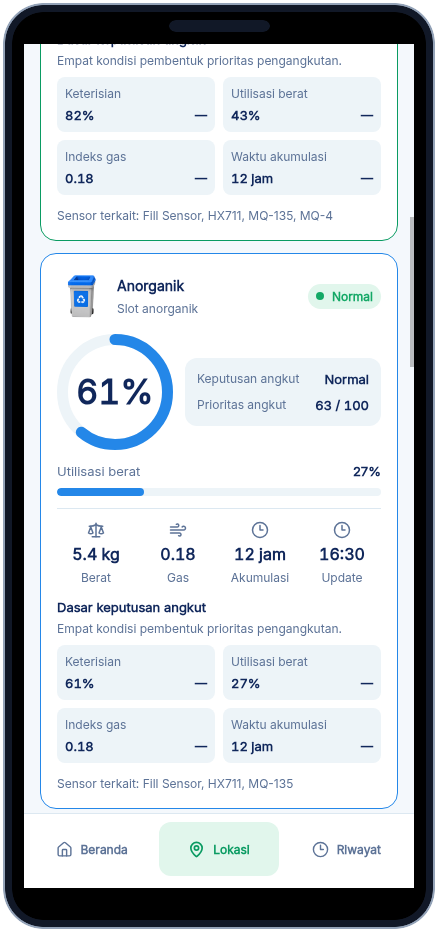 Empat kondisi pembentuk prioritas pengangkutan.
Keterisian Utilisasi berat
82% — 43% —
Indeks gas Waktu akumulasi
0.18 — 12 jam —
Sensor terkait: Fill Sensor, HX711, MQ-135, MQ-4
Anorganik
Slot anorganik
Normal
61%
Keputusan angkut Normal
Prioritas angkut 63 / 100
Utilisasi berat 27%
5.4 kg 0.18 12 jam 16:30
Berat Gas Akumulasi Update
Dasar keputusan angkut
Empat kondisi pembentuk prioritas pengangkutan.
Keterisian Utilisasi berat
61% — 27% —
Indeks gas Waktu akumulasi
0.18 — 12 jam —
Sensor terkait: Fill Sensor, HX711, MQ-135
Beranda Lokasi Riwayat